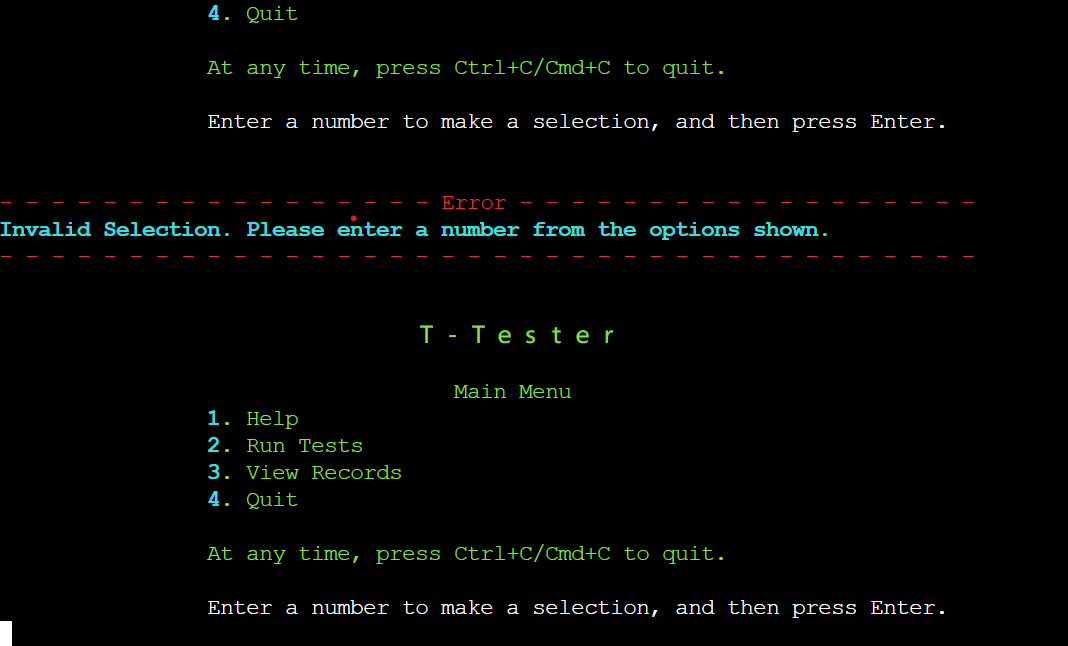 4. Quit
At any time, press Ctrl+C/Cmd+C to quit.
Enter a number to make a selection, and then press Enter.
- - - - - - - - - - - - - - - - - Error - - - - - - - - - - - - - - - - - -
Invalid Selection. Please enter a number from the options shown.
- - - - - - - - - - - - - - - - - - - - - - - - - - - - - - - - - - - - - -
T - T e s t e r
Main Menu
1. Help
2. Run Tests
3. View Records
4. Quit
At any time, press Ctrl+C/Cmd+C to quit.
Enter a number to make a selection, and then press Enter.